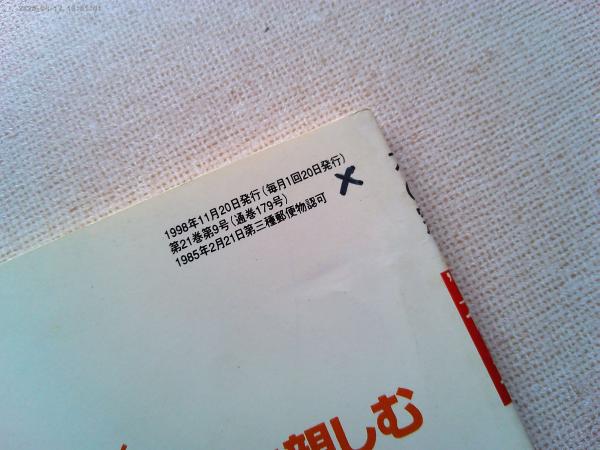 1998年11月20日発行(毎月1回20日発行)
第21巻第9号(通巻179号)
1985年2月21日第三種郵便物認可
親しむ